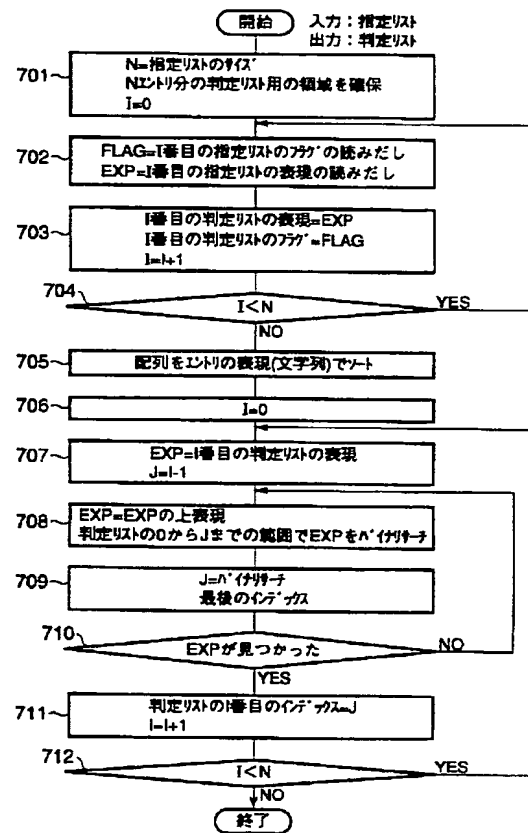 開始
入力：指定リスト
出力：判定リスト
701
N=指定リストのサイズ
Nエントリ分の判定リスト用の領域を確保
I=0
702
FLAG=I番目の指定リストのフラグの読みだし
EXP=I番目の指定リストの表現の読みだし
703
I番目の判定リストの表現=EXP
I番目の判定リストのフラグ=FLAG
I=I+1
704
I<N
YES
NO
705
配列をエントリの表現(文字列)でソート
706
I=0
707
EXP=I番目の判定リストの表現
J=I-1
708
EXP=EXPの上表現
判定リストの0からJまでの範囲でEXPをバイナリサーチ
709
J=バイナリサーチ
最後のインデックス
710
EXPが見つかった
NO
YES
711
判定リストのI番目のインデックス=J
I=I+1
712
I<N
YES
NO
終了